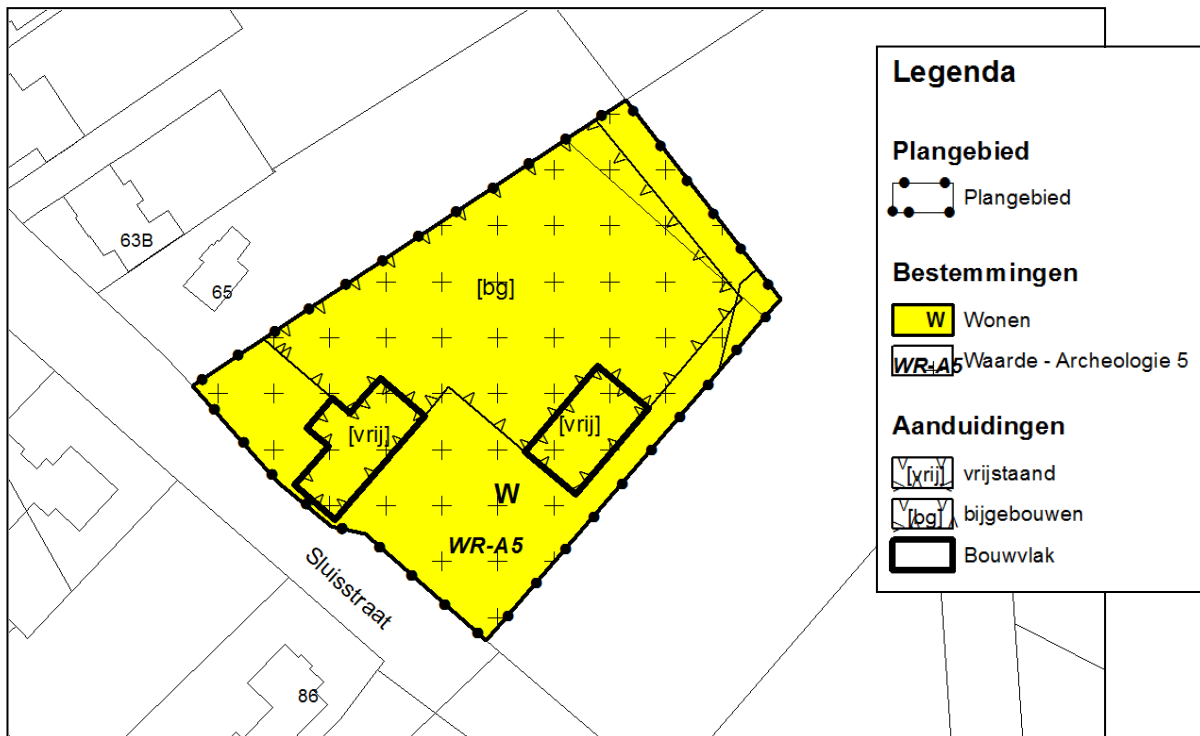 63B
65
[bg]
[vrij]
[vrij]
W
WR-A5
Sluisstraat
86
Legenda
Plangebied
Plangebied
Bestemmingen
W Wonen
WR-A5 Waarde - Archeologie 5
Aanduidingen
[vrij] vrijstaand
[bg] bijgebouwen
Bouwvlak